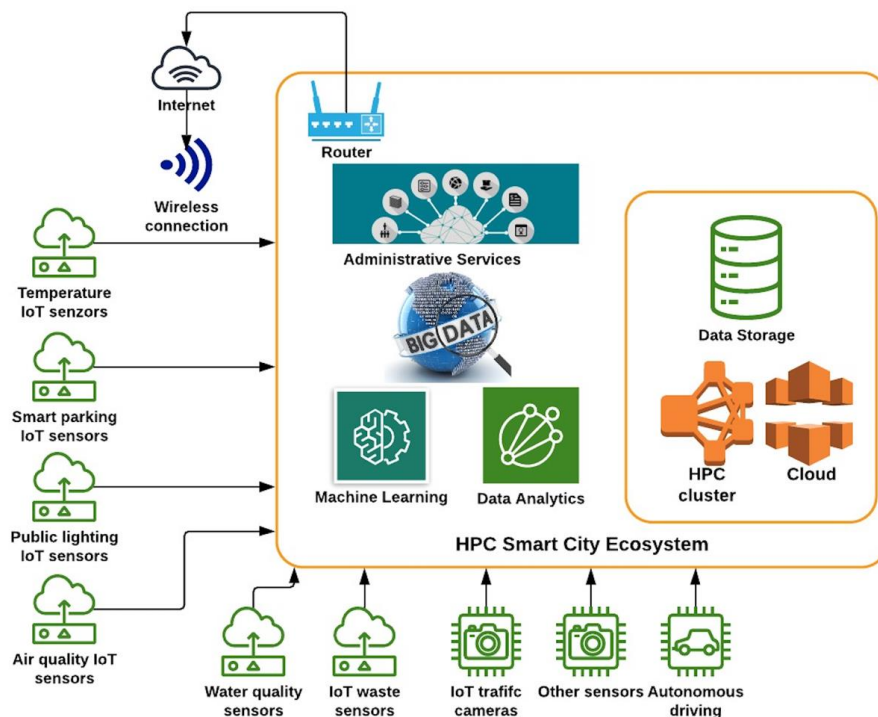 Internet
Router
Wireless
connection
Administrative Services
Temperature
IoT senzors
BIG DATA
Data Storage
Smart parking
IoT sensors
Machine Learning
Data Analytics
HPC
cluster
Cloud
Public lighting
IoT sensors
HPC Smart City Ecosystem
Air quality IoT
sensors
Water quality
sensors
IoT waste
sensors
IoT trafifc
cameras
Other sensors
Autonomous
driving